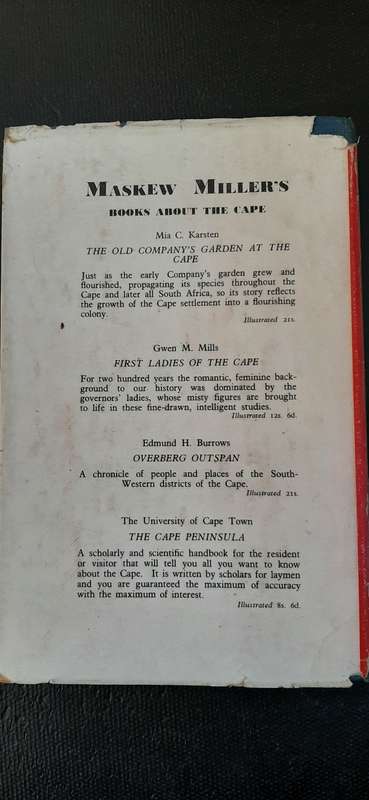 MASKEW MILLER'S
BOOKS ABOUT THE CAPE
Mia C. Karsten
THE OLD COMPANY'S GARDEN AT THE
CAPE
Just as the early Company's garden grew and
flourished, propagating its species throughout the
Cape and later all South Africa, so its story reflects
the growth of the Cape settlement into a flourishing
colony.
Illustrated 21s.
Gwen M. Mills
FIRST LADIES OF THE CAPE
For two hundred years the romantic, feminine back-
ground to our history was dominated by the
governors' ladies, whose misty figures are brought
to life in these fine-drawn, intelligent studies.
Illustrated 12s. 6d.
Edmund H. Burrows
OVERBERG OUTSPAN
A chronicle of people and places of the South-
Western districts of the Cape.
Illustrated 21s.
The University of Cape Town
THE CAPE PENINSULA
A scholarly and scientific handbook for the resident
or visitor that will tell you all you want to know
about the Cape. It is written by scholars for laymen
and you are guaranteed the maximum of accuracy
with the maximum of interest.
Illustrated 8s. 6d.